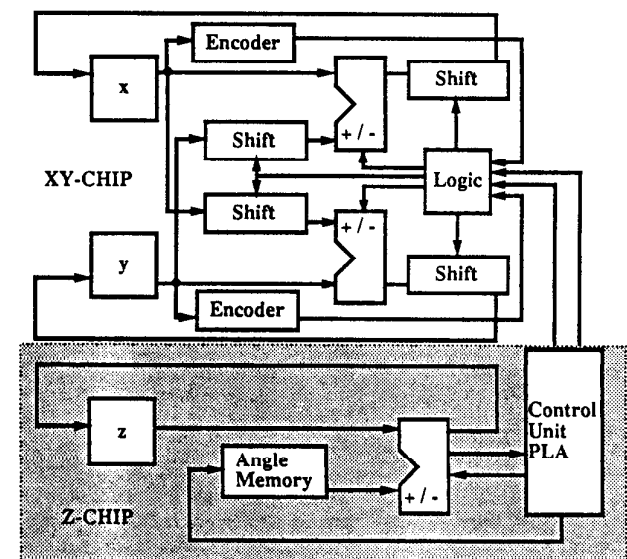 Encoder
x
Shift
+ / -
Shift
XY-CHIP
Logic
Shift
+ / -
y
Shift
Encoder
z
Control
Unit
PLA
Angle
Memory
+ / -
Z-CHIP